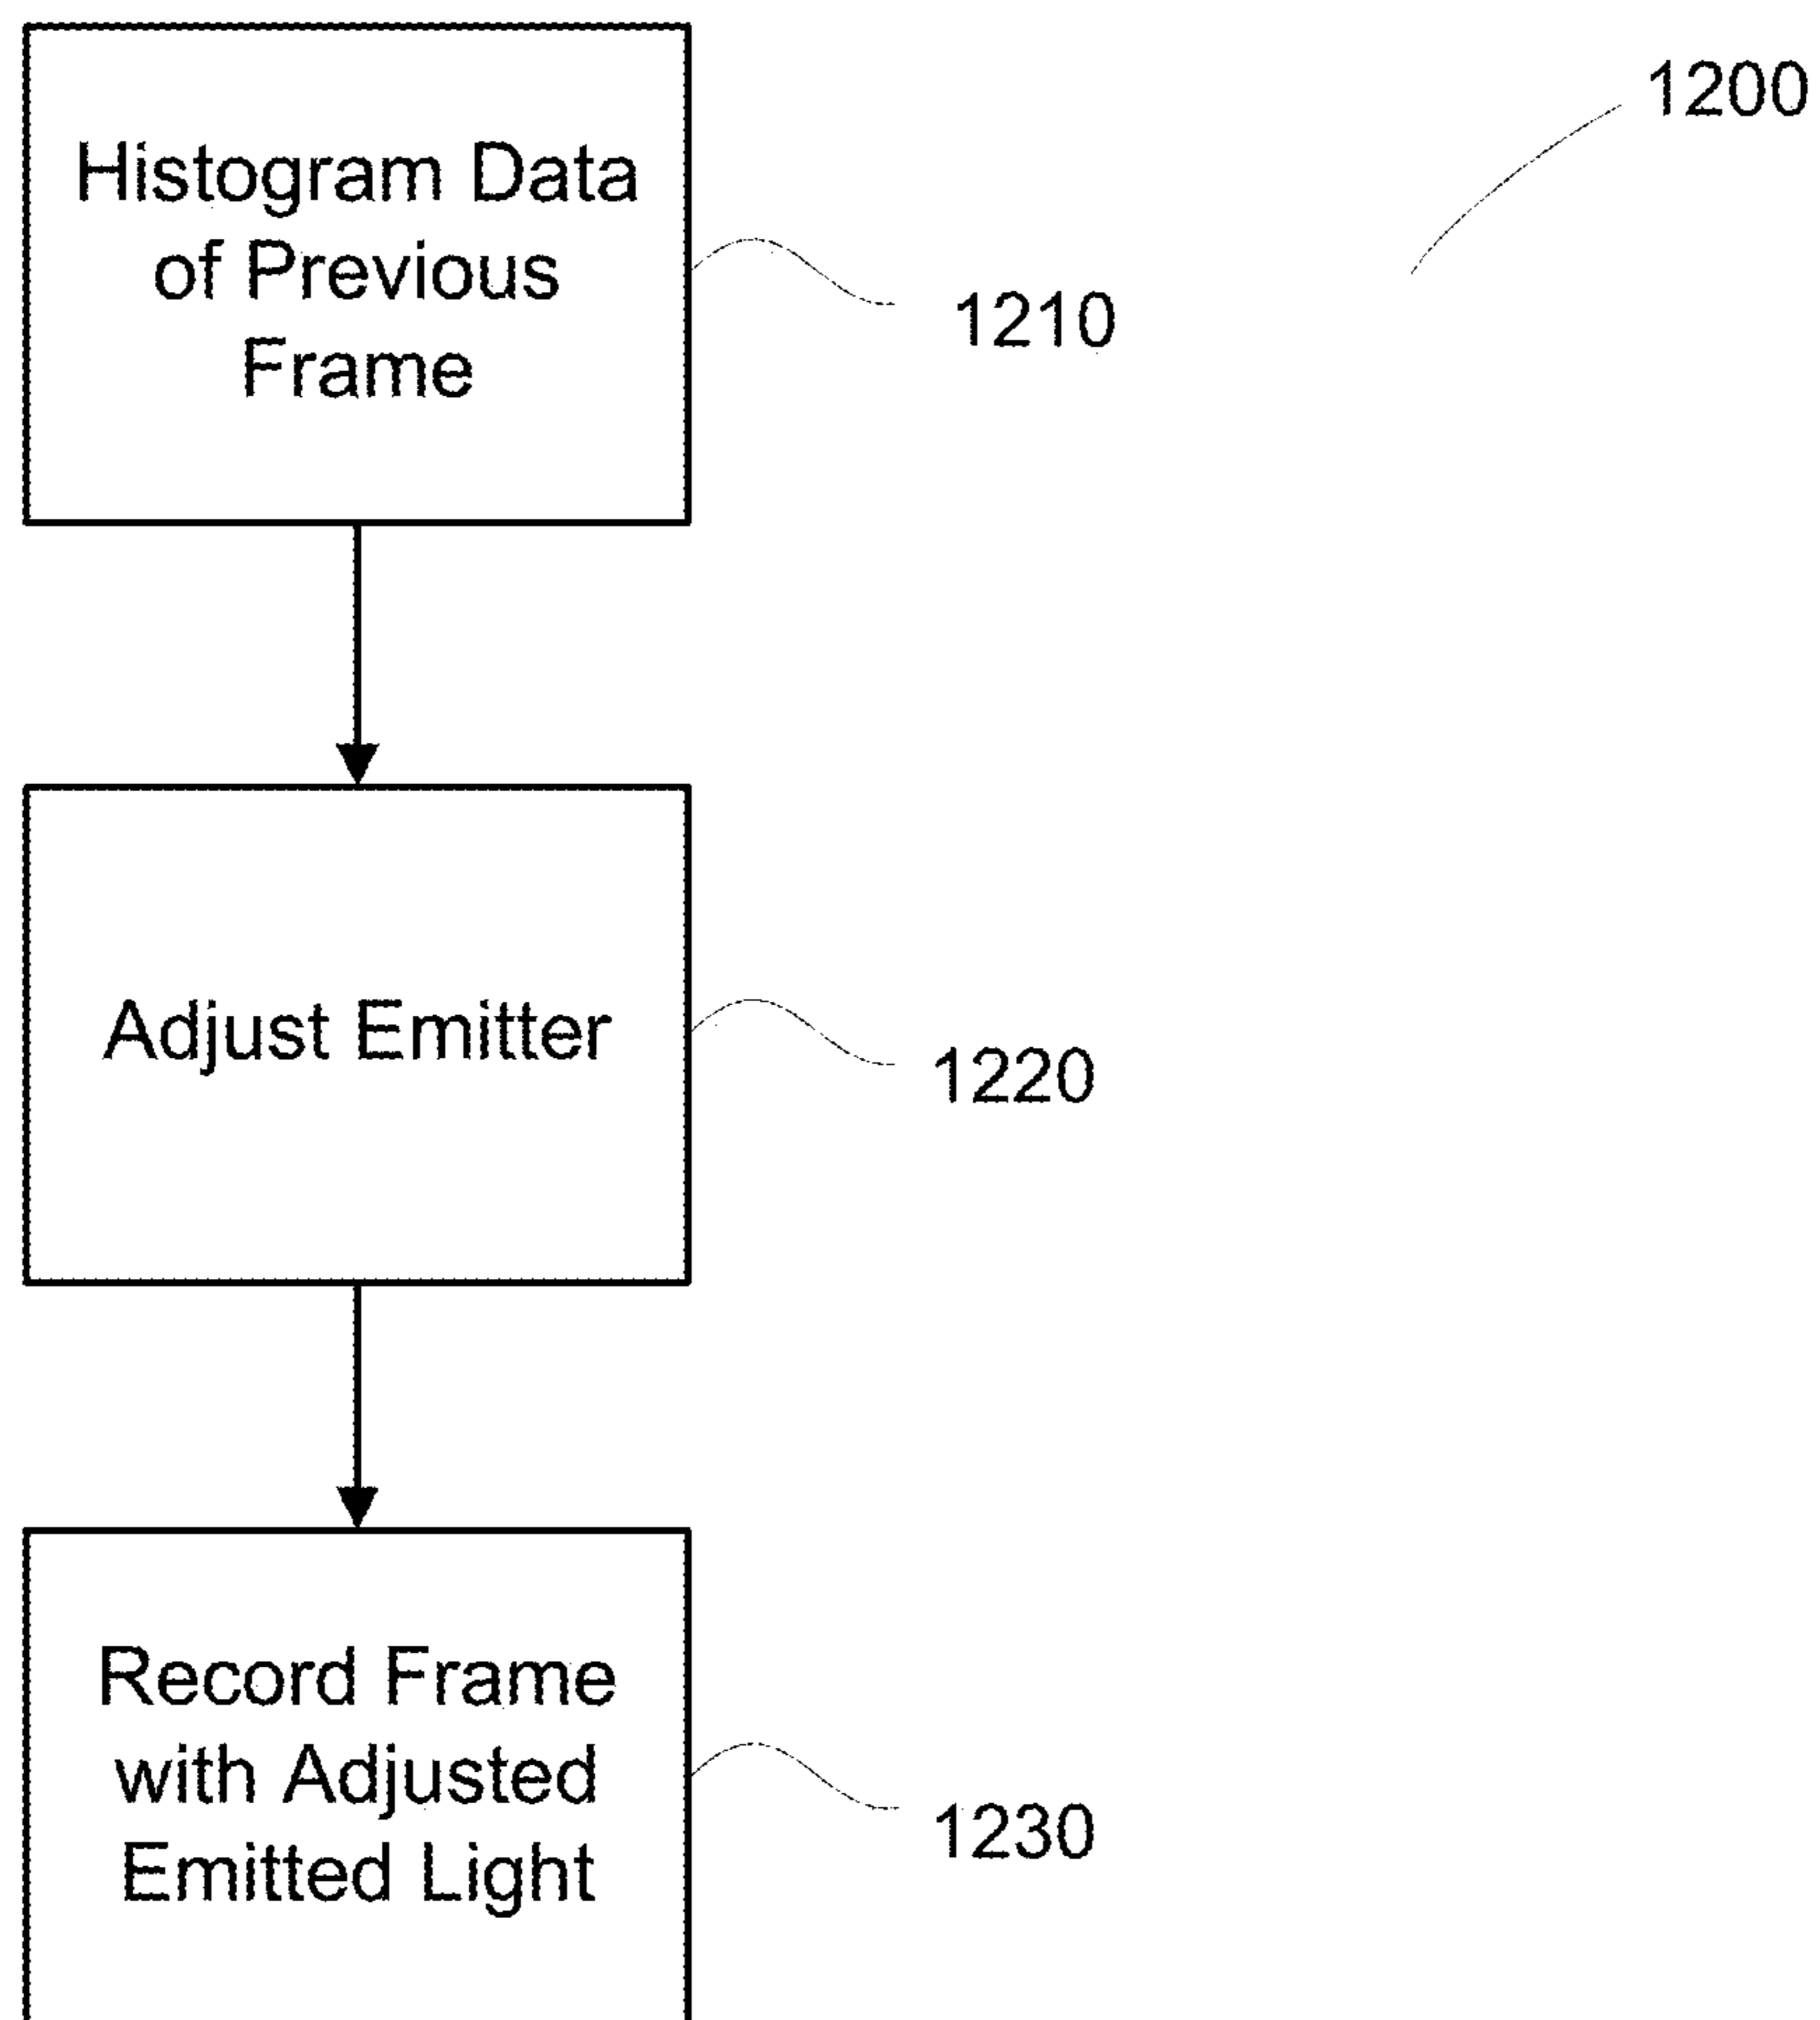 1200
Histogram Data
of Previous
Frame
1210
Adjust Emitter
1220
Record Frame
with Adjusted
Emitted Light
1230